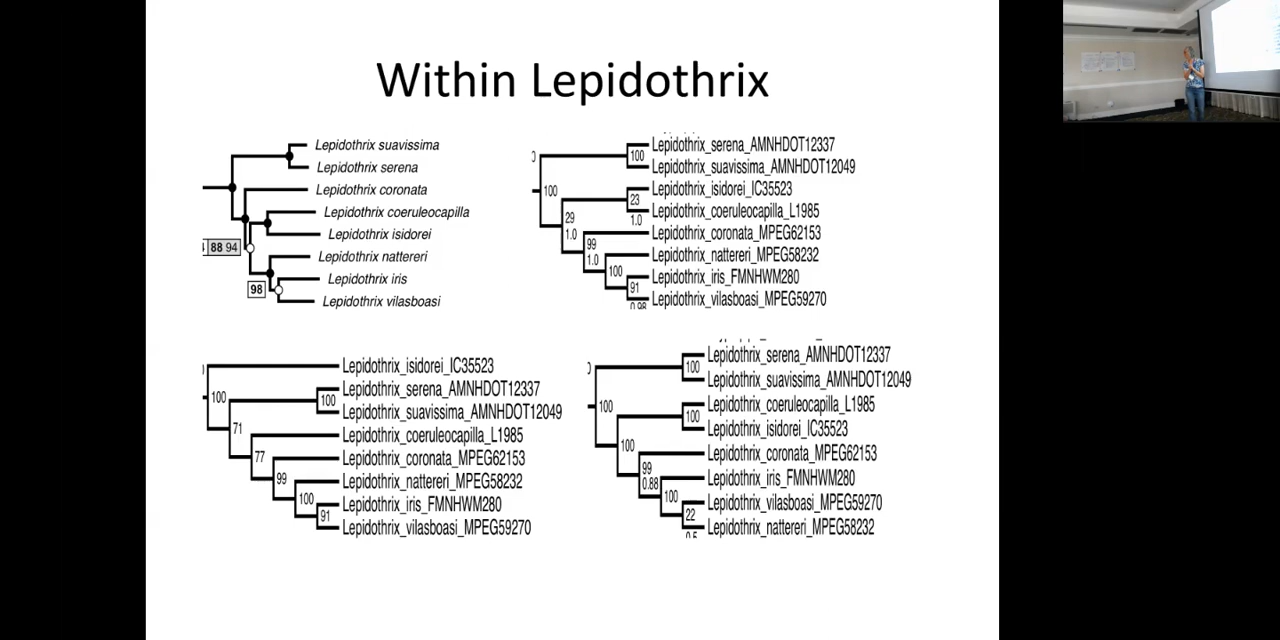 Within Lepidothrix
Lepidothrix suavissima
Lepidothrix serena
Lepidothrix coronata
Lepidothrix coeruleocapilla
Lepidothrix isidorei
88 94
Lepidothrix nattereri
Lepidothrix iris
98
Lepidothrix vilasboasi
Lepidothrix_serena_AMNHDOT12337
100
Lepidothrix_suavissima_AMNHDOT12049
100
Lepidothrix_isidorei_IC35523
23
Lepidothrix_coeruleocapilla_L1985
29
1.0
1.0
Lepidothrix_coronata_MPEG62153
99
Lepidothrix_nattereri_MPEG58232
1.0
100
Lepidothrix_iris_FMNHWM280
91
Lepidothrix_vilasboasi_MPEG59270
0.98
Lepidothrix_isidorei_IC35523
Lepidothrix_serena_AMNHDOT12337
100
100
Lepidothrix_suavissima_AMNHDOT12049
71
Lepidothrix_coeruleocapilla_L1985
77
Lepidothrix_coronata_MPEG62153
99
Lepidothrix_nattereri_MPEG58232
100
Lepidothrix_iris_FMNHWM280
91
Lepidothrix_vilasboasi_MPEG59270
Lepidothrix_serena_AMNHDOT12337
100
Lepidothrix_suavissima_AMNHDOT12049
100
Lepidothrix_coeruleocapilla_L1985
100
Lepidothrix_isidorei_IC35523
100
Lepidothrix_coronata_MPEG62153
99
0.88
Lepidothrix_iris_FMNHWM280
100
Lepidothrix_vilasboasi_MPEG59270
22
Lepidothrix_nattereri_MPEG58232